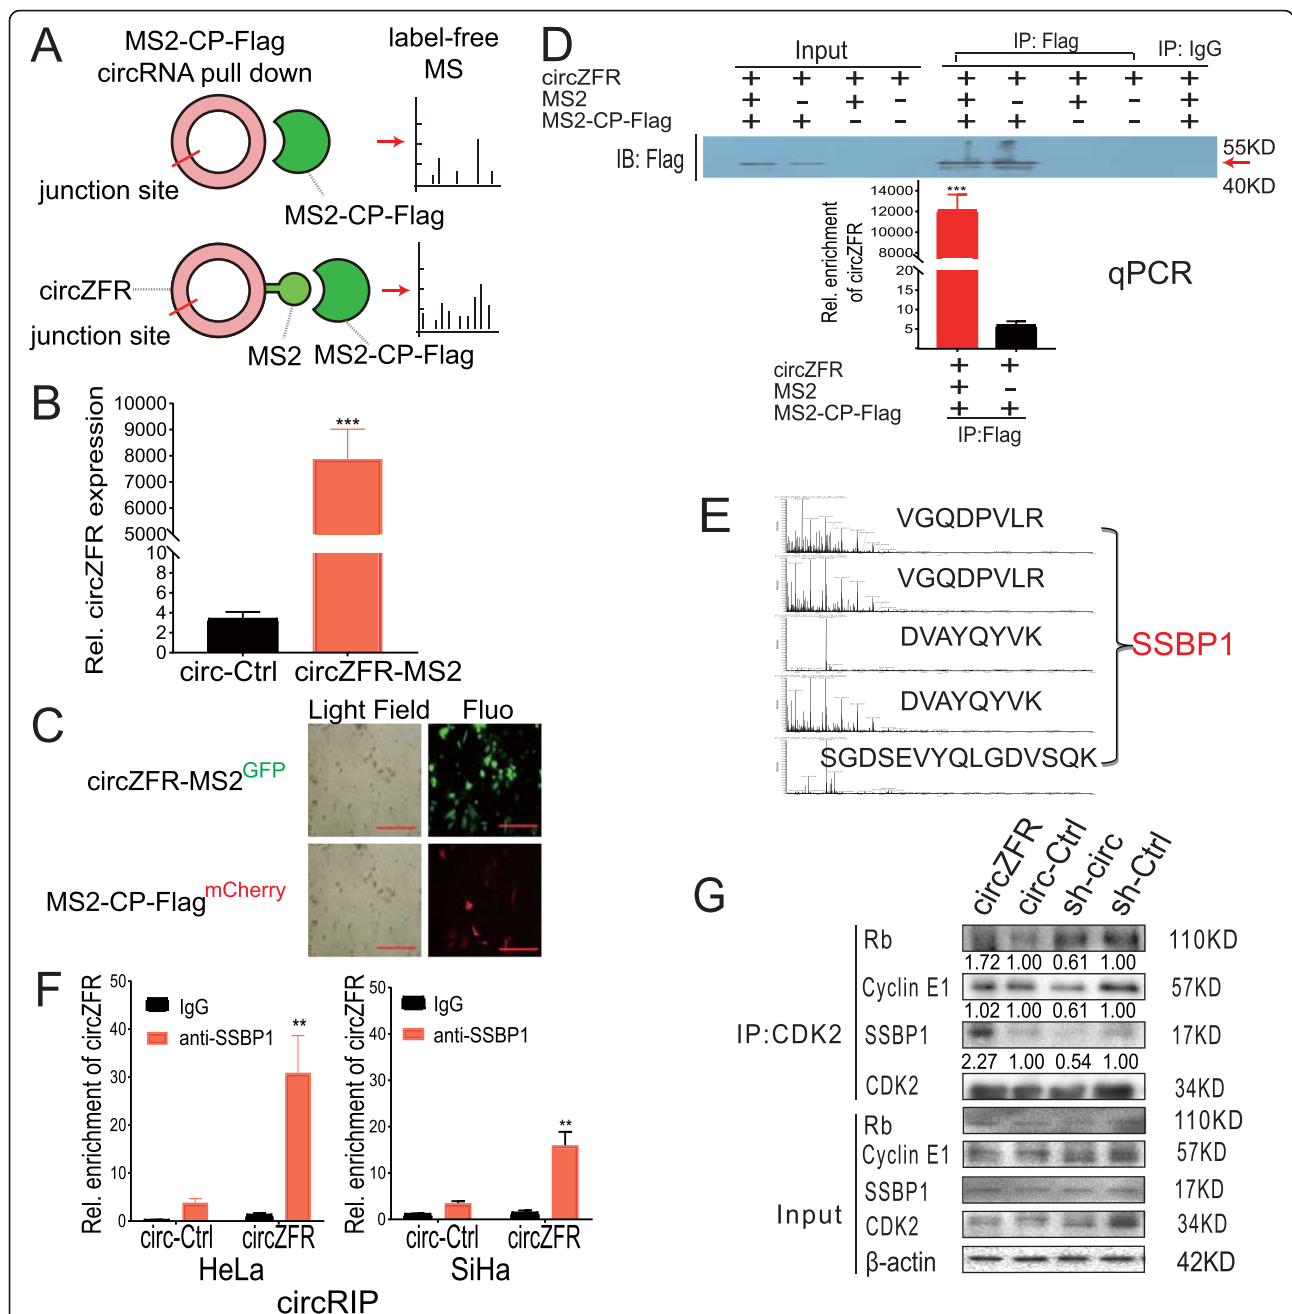 A
MS2-CP-Flag
circRNA pull down
label-free
MS
junction site
MS2-CP-Flag
circZFR
junction site
MS2
MS2-CP-Flag
B
Rel. circZFR expression
10000
9000
8000
7000
6000
5000
10
8
6
4
2
0
***
circ-Ctrl
circZFR-MS2
C
Light Field
Fluo
circZFR-MS2 GFP
MS2-CP-Flag mCherry
D
Input
IP: Flag
IP: IgG
circZFR + + + + + + + + +
MS2 + - + - + - + - +
MS2-CP-Flag + + - - + + - - +
IB: Flag
55KD
40KD
Rel. enrichment
of circZFR
14000
12000
10000
8000
20
15
10
5
***
qPCR
circZFR + +
MS2 + -
MS2-CP-Flag + +
IP:Flag
E
VGQDPVLR
VGQDPVLR
DVAYQYVK
DVAYQYVK
SGDSEVYQLGDVSQK
SSBP1
F
Rel. enrichment of circZFR
50
40
30
20
10
0
IgG
anti-SSBP1
**
circ-Ctrl
circZFR
HeLa
Rel. enrichment of circZFR
50
40
30
20
10
0
IgG
anti-SSBP1
**
circ-Ctrl
circZFR
SiHa
circRIP
G
circZFR
circ-Ctrl
sh-circ
sh-Ctrl
IP:CDK2
Rb
110KD
1.72 1.00 0.61 1.00
Cyclin E1
57KD
1.02 1.00 0.61 1.00
SSBP1
17KD
2.27 1.00 0.54 1.00
CDK2
34KD
Input
Rb
110KD
Cyclin E1
57KD
SSBP1
17KD
CDK2
34KD
β-actin
42KD